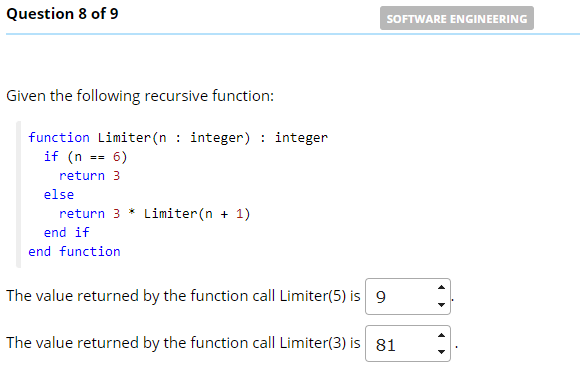 Question 8 of 9
SOFTWARE ENGINEERING
Given the following recursive function:
function Limiter(n : integer) : integer
if (n == 6)
return 3
else
return 3 * Limiter(n + 1)
end if
end function
The value returned by the function call Limiter(5) is 9 .
The value returned by the function call Limiter(3) is 81 .